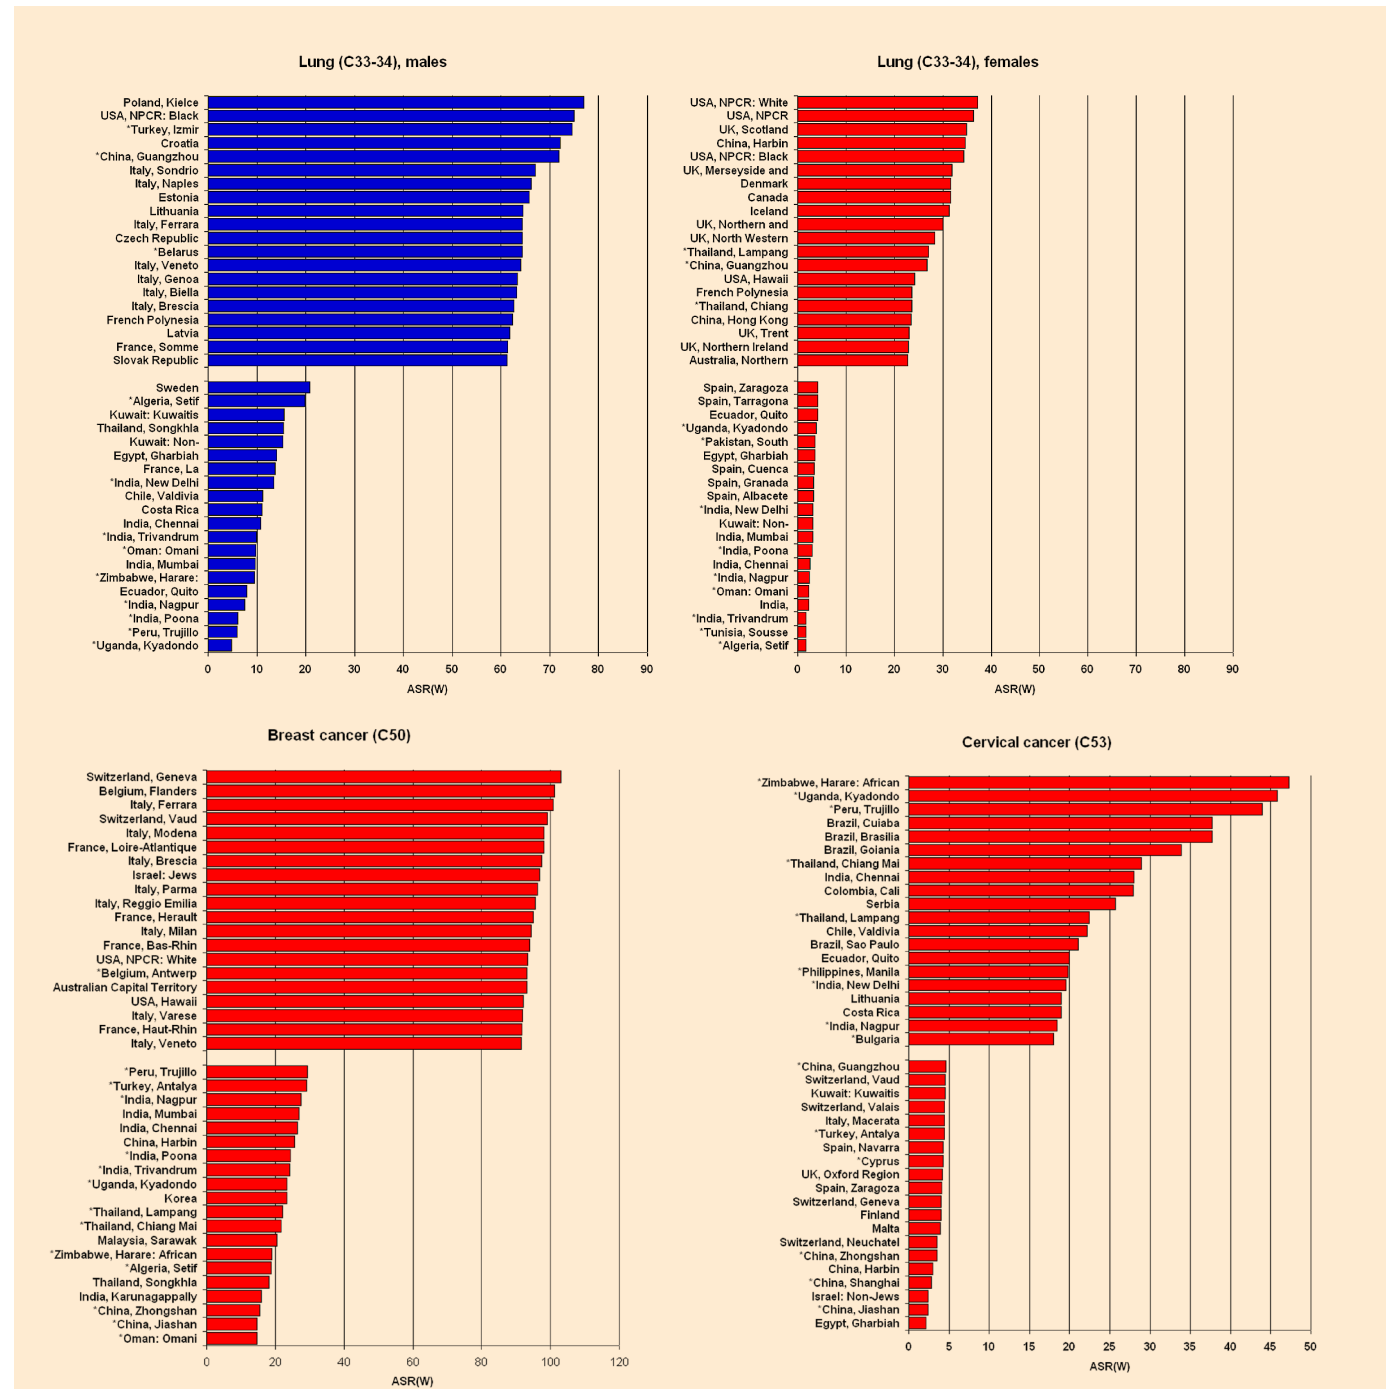 Lung (C33-34), males
Poland, Kielce
USA, NPCR: Black
*Turkey, Izmir
Croatia
*China, Guangzhou
Italy, Sondrio
Italy, Naples
Estonia
Lithuania
Italy, Ferrara
Czech Republic
*Belarus
Italy, Veneto
Italy, Genoa
Italy, Biella
Italy, Brescia
French Polynesia
Latvia
France, Somme
Slovak Republic
Sweden
*Algeria, Setif
Kuwait: Kuwaitis
Thailand, Songkhla
Kuwait: Non-
Egypt, Gharbiah
France, La
*India, New Delhi
Chile, Valdivia
Costa Rica
India, Chennai
*India, Trivandrum
*Oman: Omani
India, Mumbai
*Zimbabwe, Harare:
Ecuador, Quito
*India, Nagpur
*India, Poona
*Peru, Trujillo
*Uganda, Kyadondo
0 10 20 30 40 50 60 70 80 90
ASR(W)
Lung (C33-34), females
USA, NPCR: White
USA, NPCR
UK, Scotland
China, Harbin
USA, NPCR: Black
UK, Merseyside and
Denmark
Canada
Iceland
UK, Northern and
UK, North Western
*Thailand, Lampang
*China, Guangzhou
USA, Hawaii
French Polynesia
*Thailand, Chiang
China, Hong Kong
UK, Trent
UK, Northern Ireland
Australia, Northern
Spain, Zaragoza
Spain, Tarragona
Ecuador, Quito
*Uganda, Kyadondo
*Pakistan, South
Egypt, Gharbiah
Spain, Cuenca
Spain, Granada
Spain, Albacete
*India, New Delhi
Kuwait: Non-
India, Mumbai
*India, Poona
India, Chennai
*India, Nagpur
*Oman: Omani
India,
*India, Trivandrum
*Tunisia, Sousse
*Algeria, Setif
0 10 20 30 40 50 60 70 80 90
ASR(W)
Breast cancer (C50)
Switzerland, Geneva
Belgium, Flanders
Italy, Ferrara
Switzerland, Vaud
Italy, Modena
France, Loire-Atlantique
Italy, Brescia
Israel: Jews
Italy, Parma
Italy, Reggio Emilia
France, Herault
Italy, Milan
France, Bas-Rhin
USA, NPCR: White
*Belgium, Antwerp
Australian Capital Territory
USA, Hawaii
Italy, Varese
France, Haut-Rhin
Italy, Veneto
*Peru, Trujillo
*Turkey, Antalya
*India, Nagpur
India, Mumbai
India, Chennai
China, Harbin
*India, Poona
*India, Trivandrum
*Uganda, Kyadondo
Korea
*Thailand, Lampang
*Thailand, Chiang Mai
Malaysia, Sarawak
*Zimbabwe, Harare: African
*Algeria, Setif
Thailand, Songkhla
India, Karunagappally
*China, Zhongshan
*China, Jiashan
*Oman: Omani
0 20 40 60 80 100 120
ASR(W)
Cervical cancer (C53)
*Zimbabwe, Harare: African
*Uganda, Kyadondo
*Peru, Trujillo
Brazil, Cuiaba
Brazil, Brasilia
Brazil, Goiania
*Thailand, Chiang Mai
India, Chennai
Colombia, Cali
Serbia
*Thailand, Lampang
Chile, Valdivia
Brazil, Sao Paulo
Ecuador, Quito
*Philippines, Manila
*India, New Delhi
Lithuania
Costa Rica
*India, Nagpur
*Bulgaria
*China, Guangzhou
Switzerland, Vaud
Kuwait: Kuwaitis
Switzerland, Valais
Italy, Macerata
*Turkey, Antalya
Spain, Navarra
*Cyprus
UK, Oxford Region
Spain, Zaragoza
Switzerland, Geneva
Finland
Malta
Switzerland, Neuchatel
*China, Zhongshan
China, Harbin
*China, Shanghai
Israel: Non-Jews
*China, Jiashan
Egypt, Gharbiah
0 5 10 15 20 25 30 35 40 45 50
ASR(W)